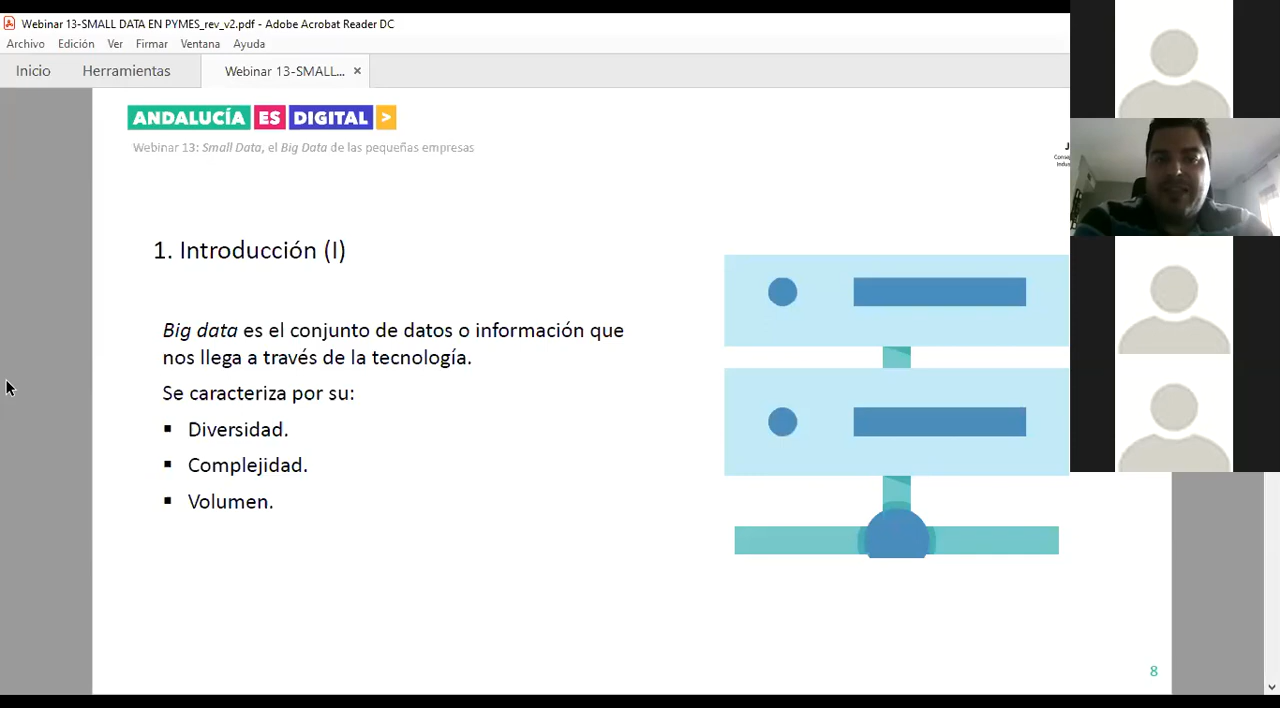 Webinar 13-SMALL DATA EN PYMES_rev_v2.pdf - Adobe Acrobat Reader DC
Archivo Edición Ver Firmar Ventana Ayuda
Inicio Herramientas Webinar 13-SMALL... ×
ANDALUCÍA ES DIGITAL >
Webinar 13: Small Data, el Big Data de las pequeñas empresas
J
Conse
Indus
1. Introducción (I)
Big data es el conjunto de datos o información que
nos llega a través de la tecnología.
Se caracteriza por su:
▪ Diversidad.
▪ Complejidad.
▪ Volumen.
8